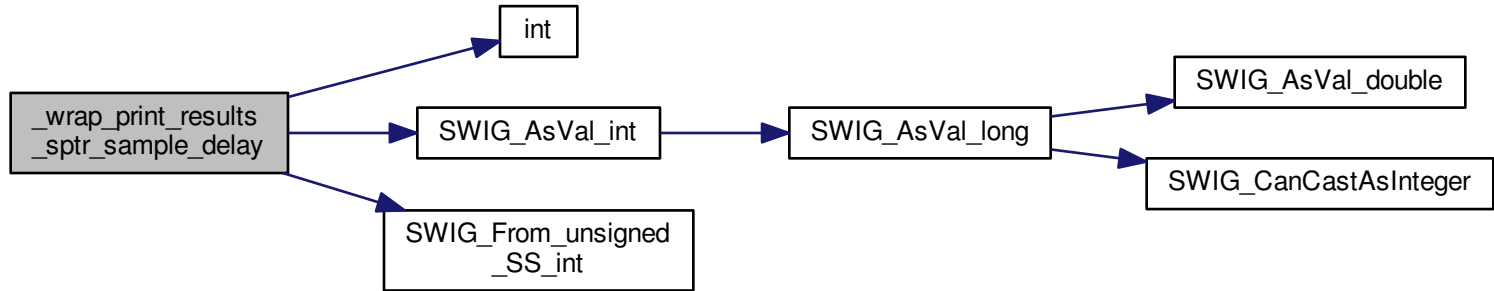 _wrap_print_results
_sptr_sample_delay
int
SWIG_AsVal_int
SWIG_From_unsigned
_SS_int
SWIG_AsVal_long
SWIG_AsVal_double
SWIG_CanCastAsInteger